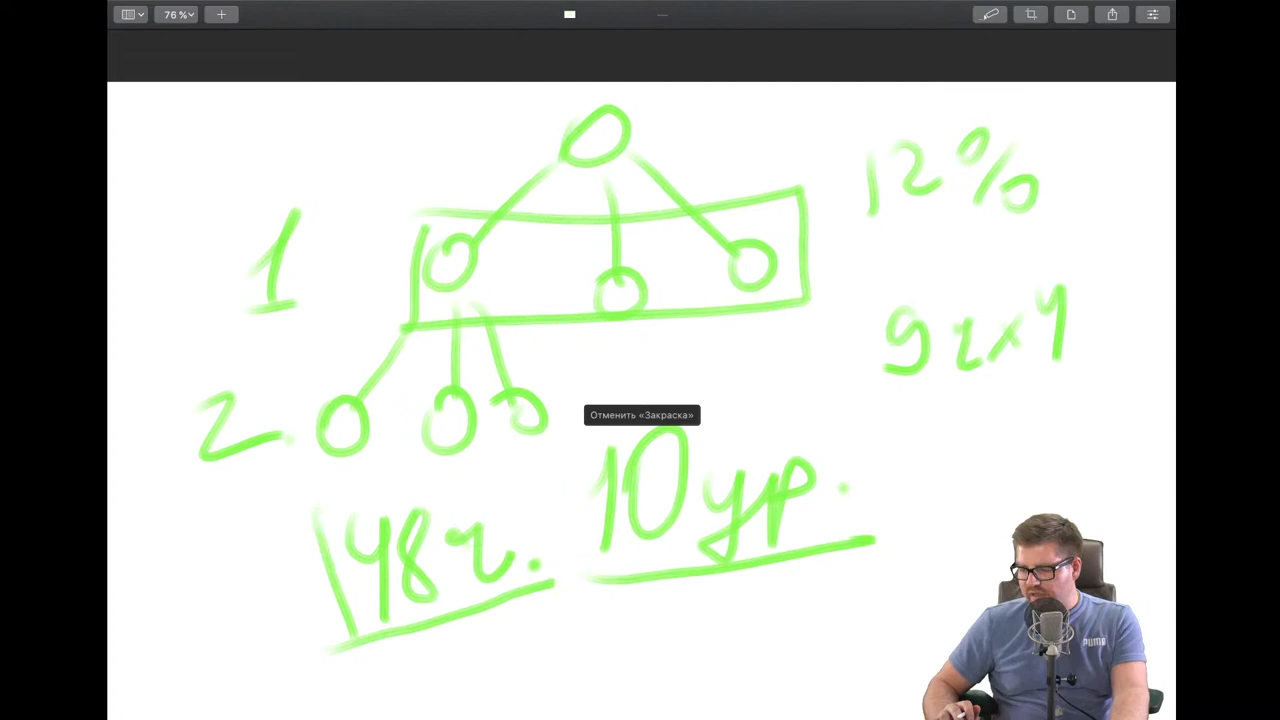 76%
12%
1
9 ч x 4
2.
Отменить «Закраска»
10 ур.
48 ч.
PUMA